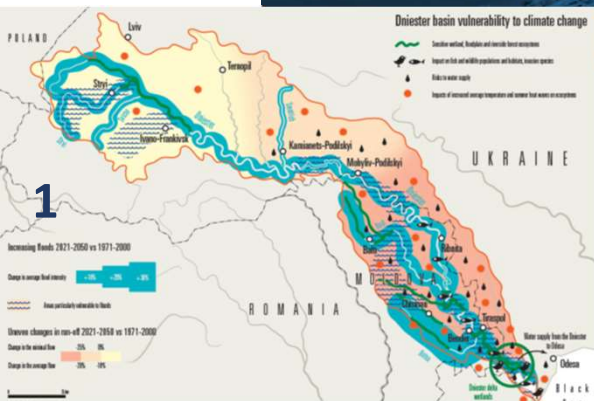 Dniester basin vulnerability to climate change
Sensitive wetland, floodplain and riverside forest ecosystems
Impact on fish and wildlife populations and habitats, invasive species
Risks to water supply
Impacts of increased average temperature and summer heat waves on ecosystems
POLAND
Lviv
Ternopil
Stryi
Ivano-Frankivsk
Kamianets-Podilskyi
Mohyliv-Podilskyi
UKRAINE
1
Increasing floods 2021-2050 vs 1971-2000
Change in average flood intensity
Areas particularly vulnerable to floods
Uneven changes in run-off 2021-2050 vs 1971-2000
Change in the minimal flow
Change in the average flow
ROMANIA
MOLDOVA
Balti
Ribnita
Chisinau
Tiraspol
Bender
Water supply from the Dniester
to Odesa
Odesa
Black
Dniester delta
wetlands